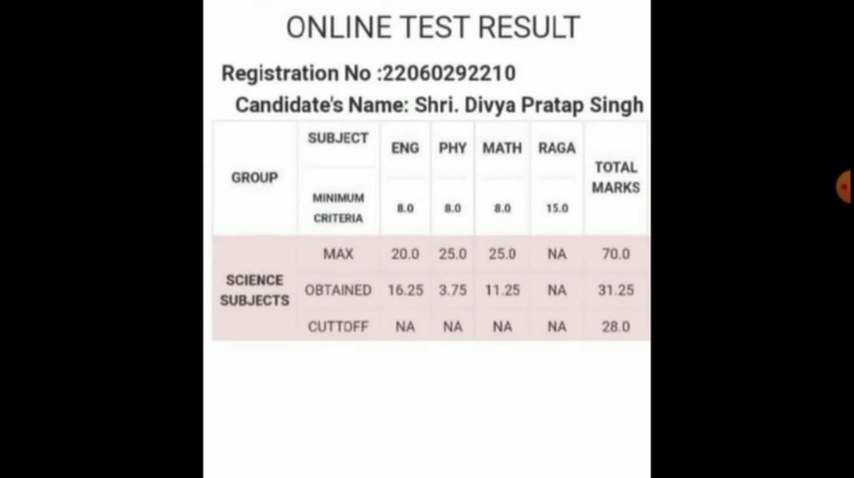 ONLINE TEST RESULT
Registration No :22060292210
Candidate's Name: Shri. Divya Pratap Singh
GROUP SUBJECT ENG PHY MATH RAGA TOTAL MARKS
MINIMUM CRITERIA 8.0 8.0 8.0 15.0
SCIENCE SUBJECTS MAX 20.0 25.0 25.0 NA 70.0
OBTAINED 16.25 3.75 11.25 NA 31.25
CUTTOFF NA NA NA NA 28.0